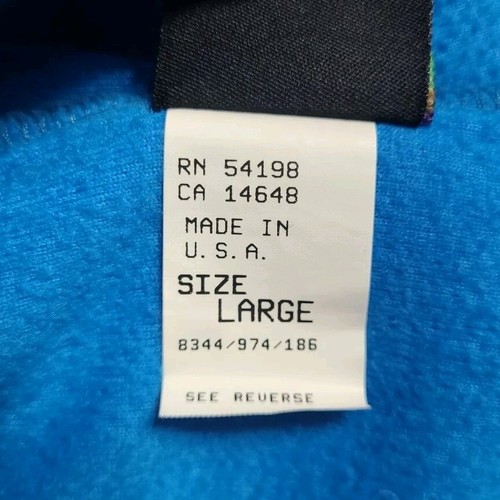 RN 54198
CA 14648
MADE IN
U.S.A.
SIZE
LARGE
8344/974/186
SEE REVERSE